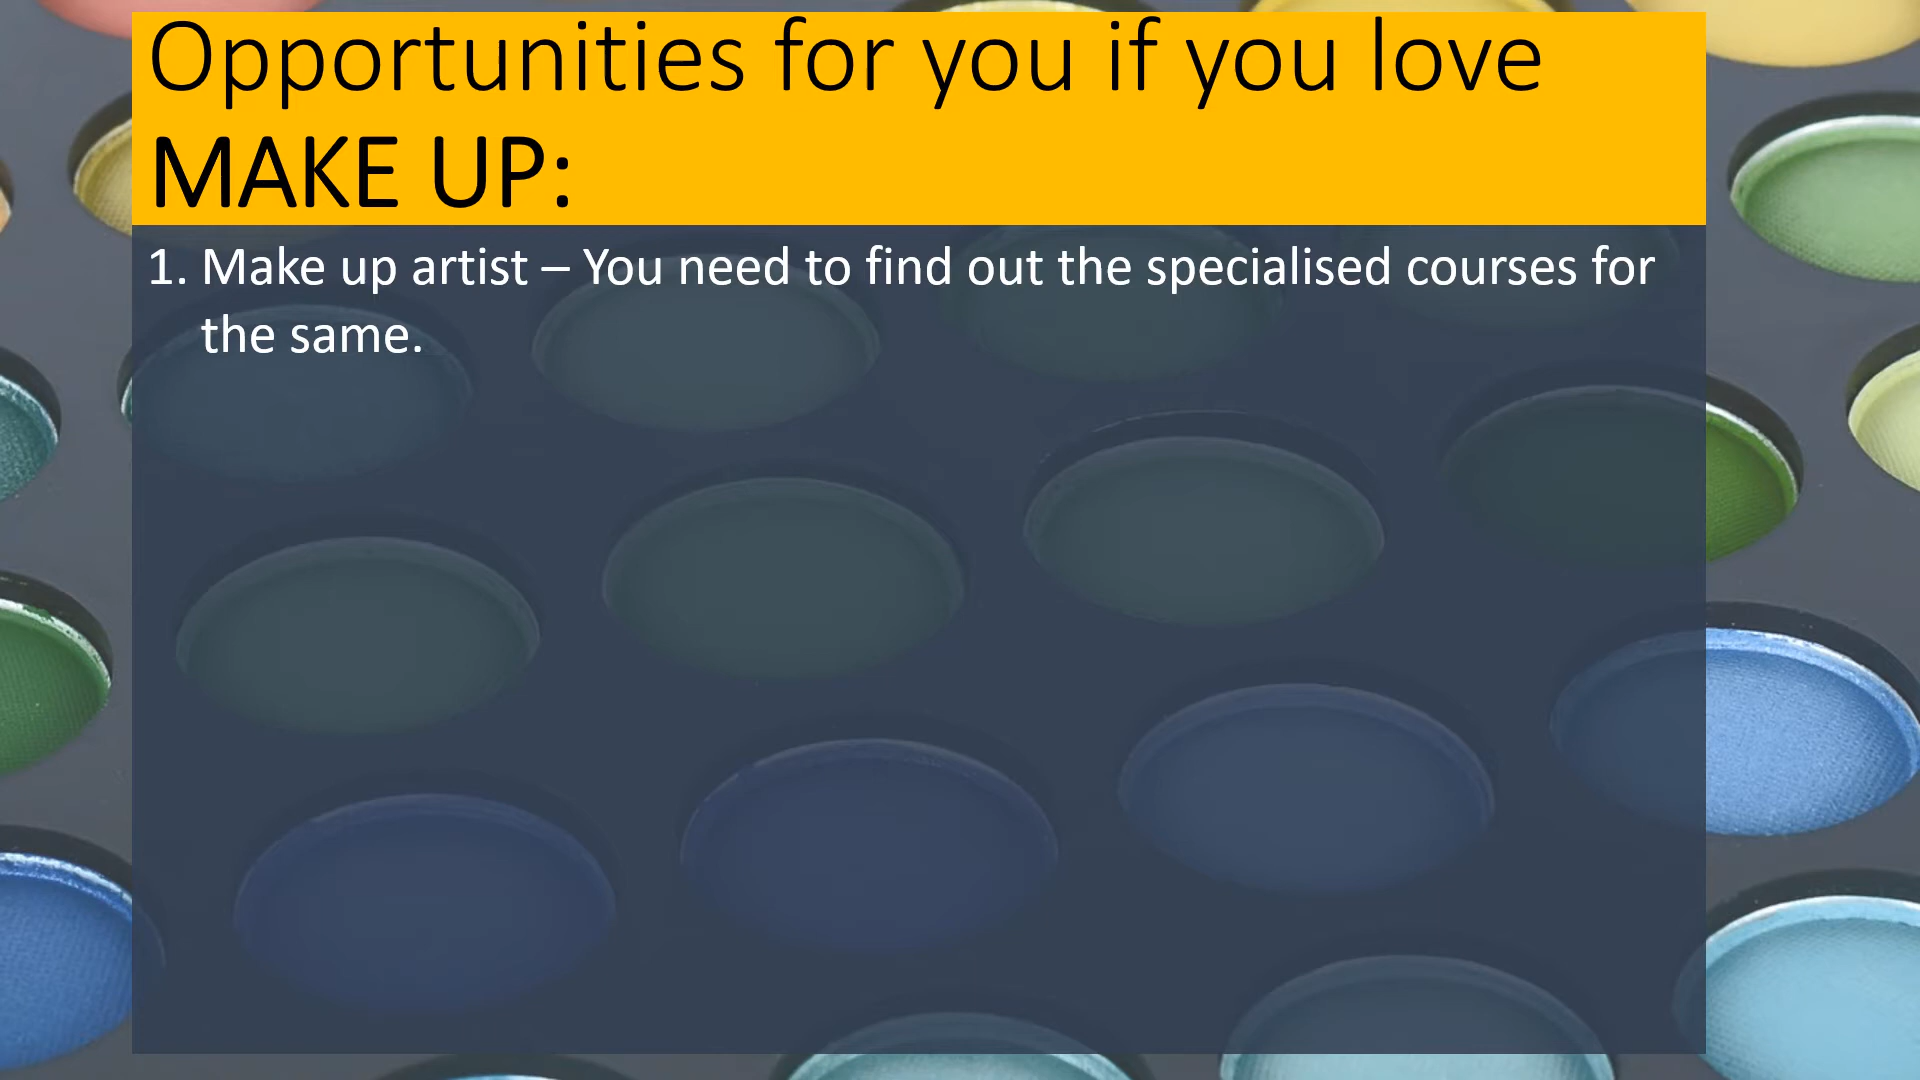 Opportunities for you if you love
MAKE UP:
1. Make up artist – You need to find out the specialised courses for
the same.